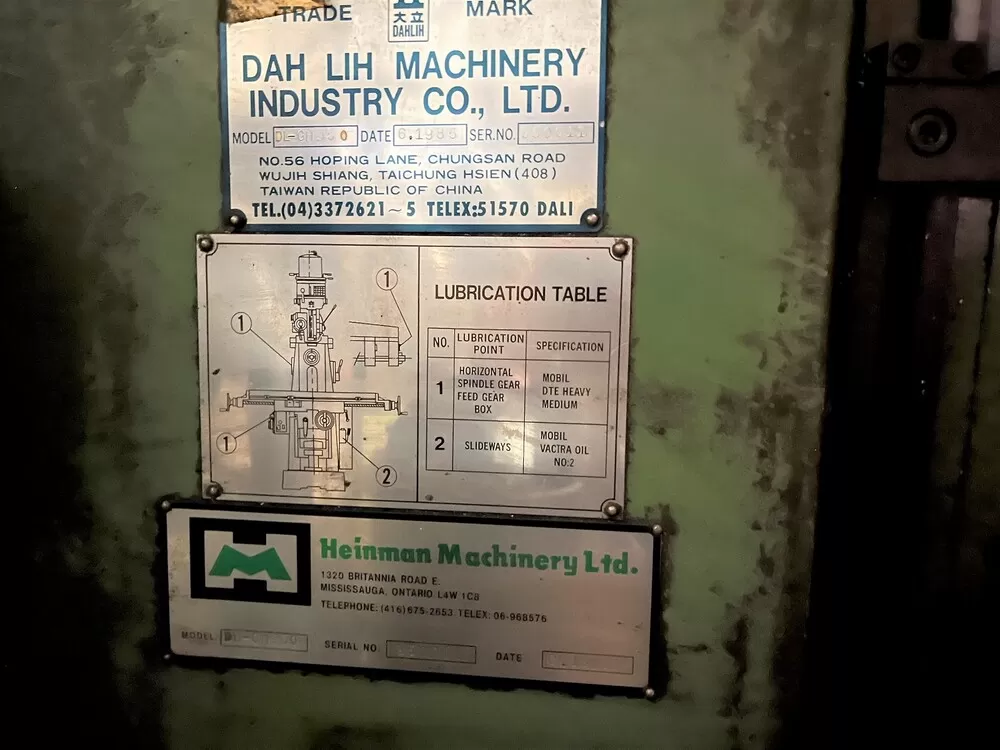 TRADE MARK
大立
DAHLIH
DAH LIH MACHINERY
INDUSTRY CO., LTD.
MODEL DATE 6.1985 SER.NO.
NO.56 HOPING LANE, CHUNGSAN ROAD
WUJIH SHIANG, TAICHUNG HSIEN(408)
TAIWAN REPUBLIC OF CHINA
TEL.(04)3372621~5 TELEX:51570 DALI
1
1
1
2
LUBRICATION TABLE
NO. LUBRICATION POINT SPECIFICATION
1 HORIZONTAL SPINDLE GEAR FEED GEAR BOX MOBIL DTE HEAVY MEDIUM
2 SLIDEWAYS MOBIL VACTRA OIL NO:2
Heinman Machinery Ltd.
1320 BRITANNIA ROAD E.
MISSISSAUGA, ONTARIO L4W 1C8
TELEPHONE: (416) 675-2653 TELEX: 06-968576
MODEL SERIAL NO. DATE